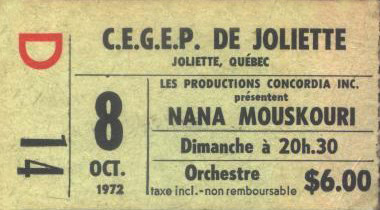 D
14
C.E.G.E.P. DE JOLIETTE
JOLIETTE, QUÉBEC
8
OCT.
1972
LES PRODUCTIONS CONCORDIA INC.
présentent
NANA MOUSKOURI
Dimanche à 20h.30
Orchestre
$6.00
taxe incl.-non remboursable